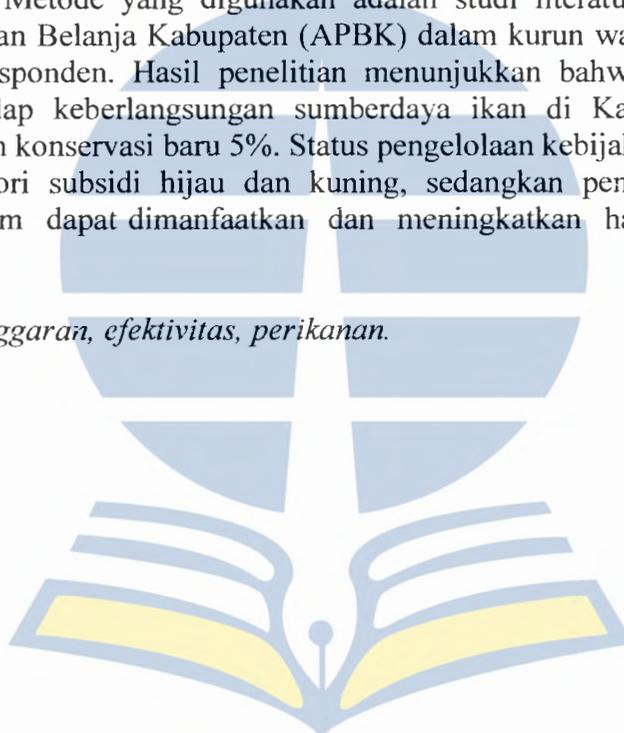 Metode yang digunakan adalah studi literatu
an Belanja Kabupaten (APBK) dalam kurun wa
sponden. Hasil penelitian menunjukkan bahw
lap keberlangsungan sumberdaya ikan di Ka
n konservasi baru 5%. Status pengelolaan kebijal
ori subsidi hijau dan kuning, sedangkan pen
m dapat dimanfaatkan dan meningkatkan ha
ggaran, efektivitas, perikanan.